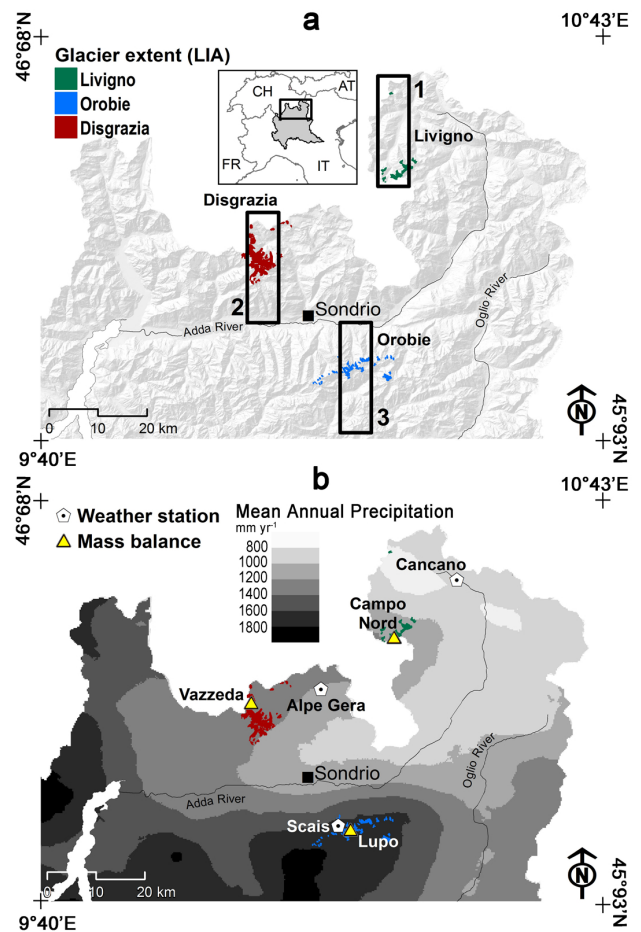 a
46°68'N
10°43'E
Glacier extent (LIA)
Livigno
Orobie
Disgrazia
CH
AT
FR
IT
1
Livigno
Disgrazia
2
Sondrio
Adda River
Oglio River
Orobie
3
0 10 20 km
N
45°93'N
9°40'E
b
46°68'N
10°43'E
Weather station
Mass balance
Mean Annual Precipitation
mm yr-1
800
1000
1200
1400
1600
1800
Cancano
Campo
Nord
Vazzeda
Alpe Gera
Sondrio
Adda River
Oglio River
Scais
Lupo
0 10 20 km
N
45°93'N
9°40'E